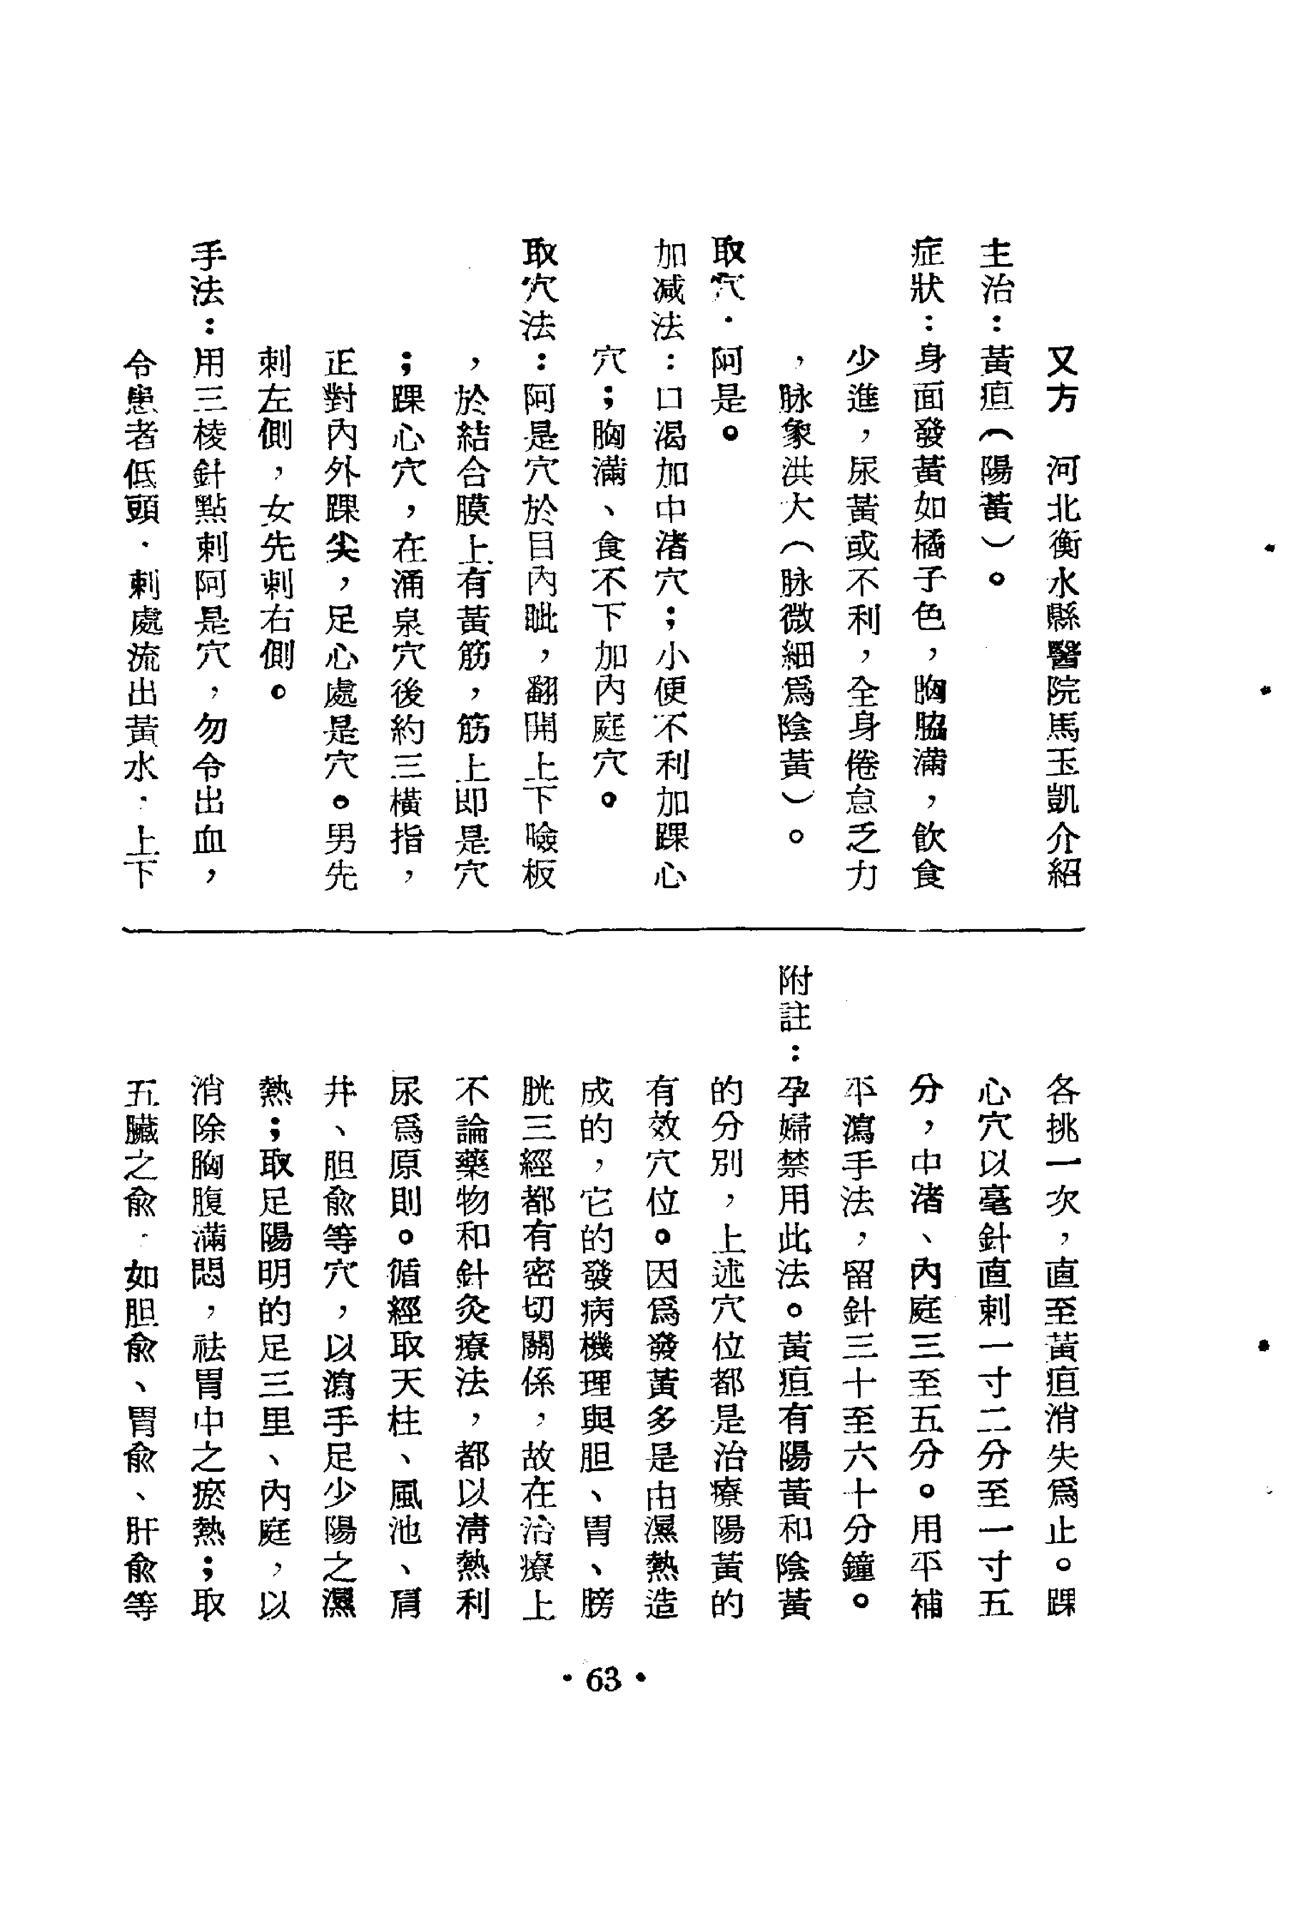 又方　河北衡水縣醫院馬玉凱介紹
主治：黃疸（陽黃）。
症狀：身面發黃如橘子色，胸脇滿，飲食
少進，尿黃或不利，全身倦怠乏力
，脉象洪大（脉微細爲陰黃）。
取穴·阿是。
加減法：口渴加中渚穴；小便不利加踝心
穴；胸滿、食不下加內庭穴。
取穴法：阿是穴於目內眦，翻開上下瞼板
，於結合膜上有黃筋，筋上即是穴
；踝心穴，在涌泉穴後約三橫指，
正對內外踝尖，足心處是穴。男先
刺左側，女先刺右側。
手法：用三棱針點刺阿是穴，勿令出血，
令患者低頭·刺處流出黃水·上下
各挑一次，直至黃疸消失爲止。踝
心穴以毫針直刺一寸二分至一寸五
分，中渚、內庭三至五分。用平補
平瀉手法，留針三十至六十分鐘。
附註：孕婦禁用此法。黃疸有陽黃和陰黃
的分別，上述穴位都是治療陽黃的
有效穴位。因爲發黃多是由濕熱造
成的，它的發病機理與胆、胃、膀
胱三經都有密切關係，故在治療上
不論藥物和針灸療法，都以清熱利
尿爲原則。循經取天柱、風池、肩
井、胆兪等穴，以瀉手足少陽之濕
熱；取足陽明的足三里、內庭，以
消除胸腹滿悶，祛胃中之瘀熱；取
五臟之兪·如胆兪、胃兪、肝兪等
·63·